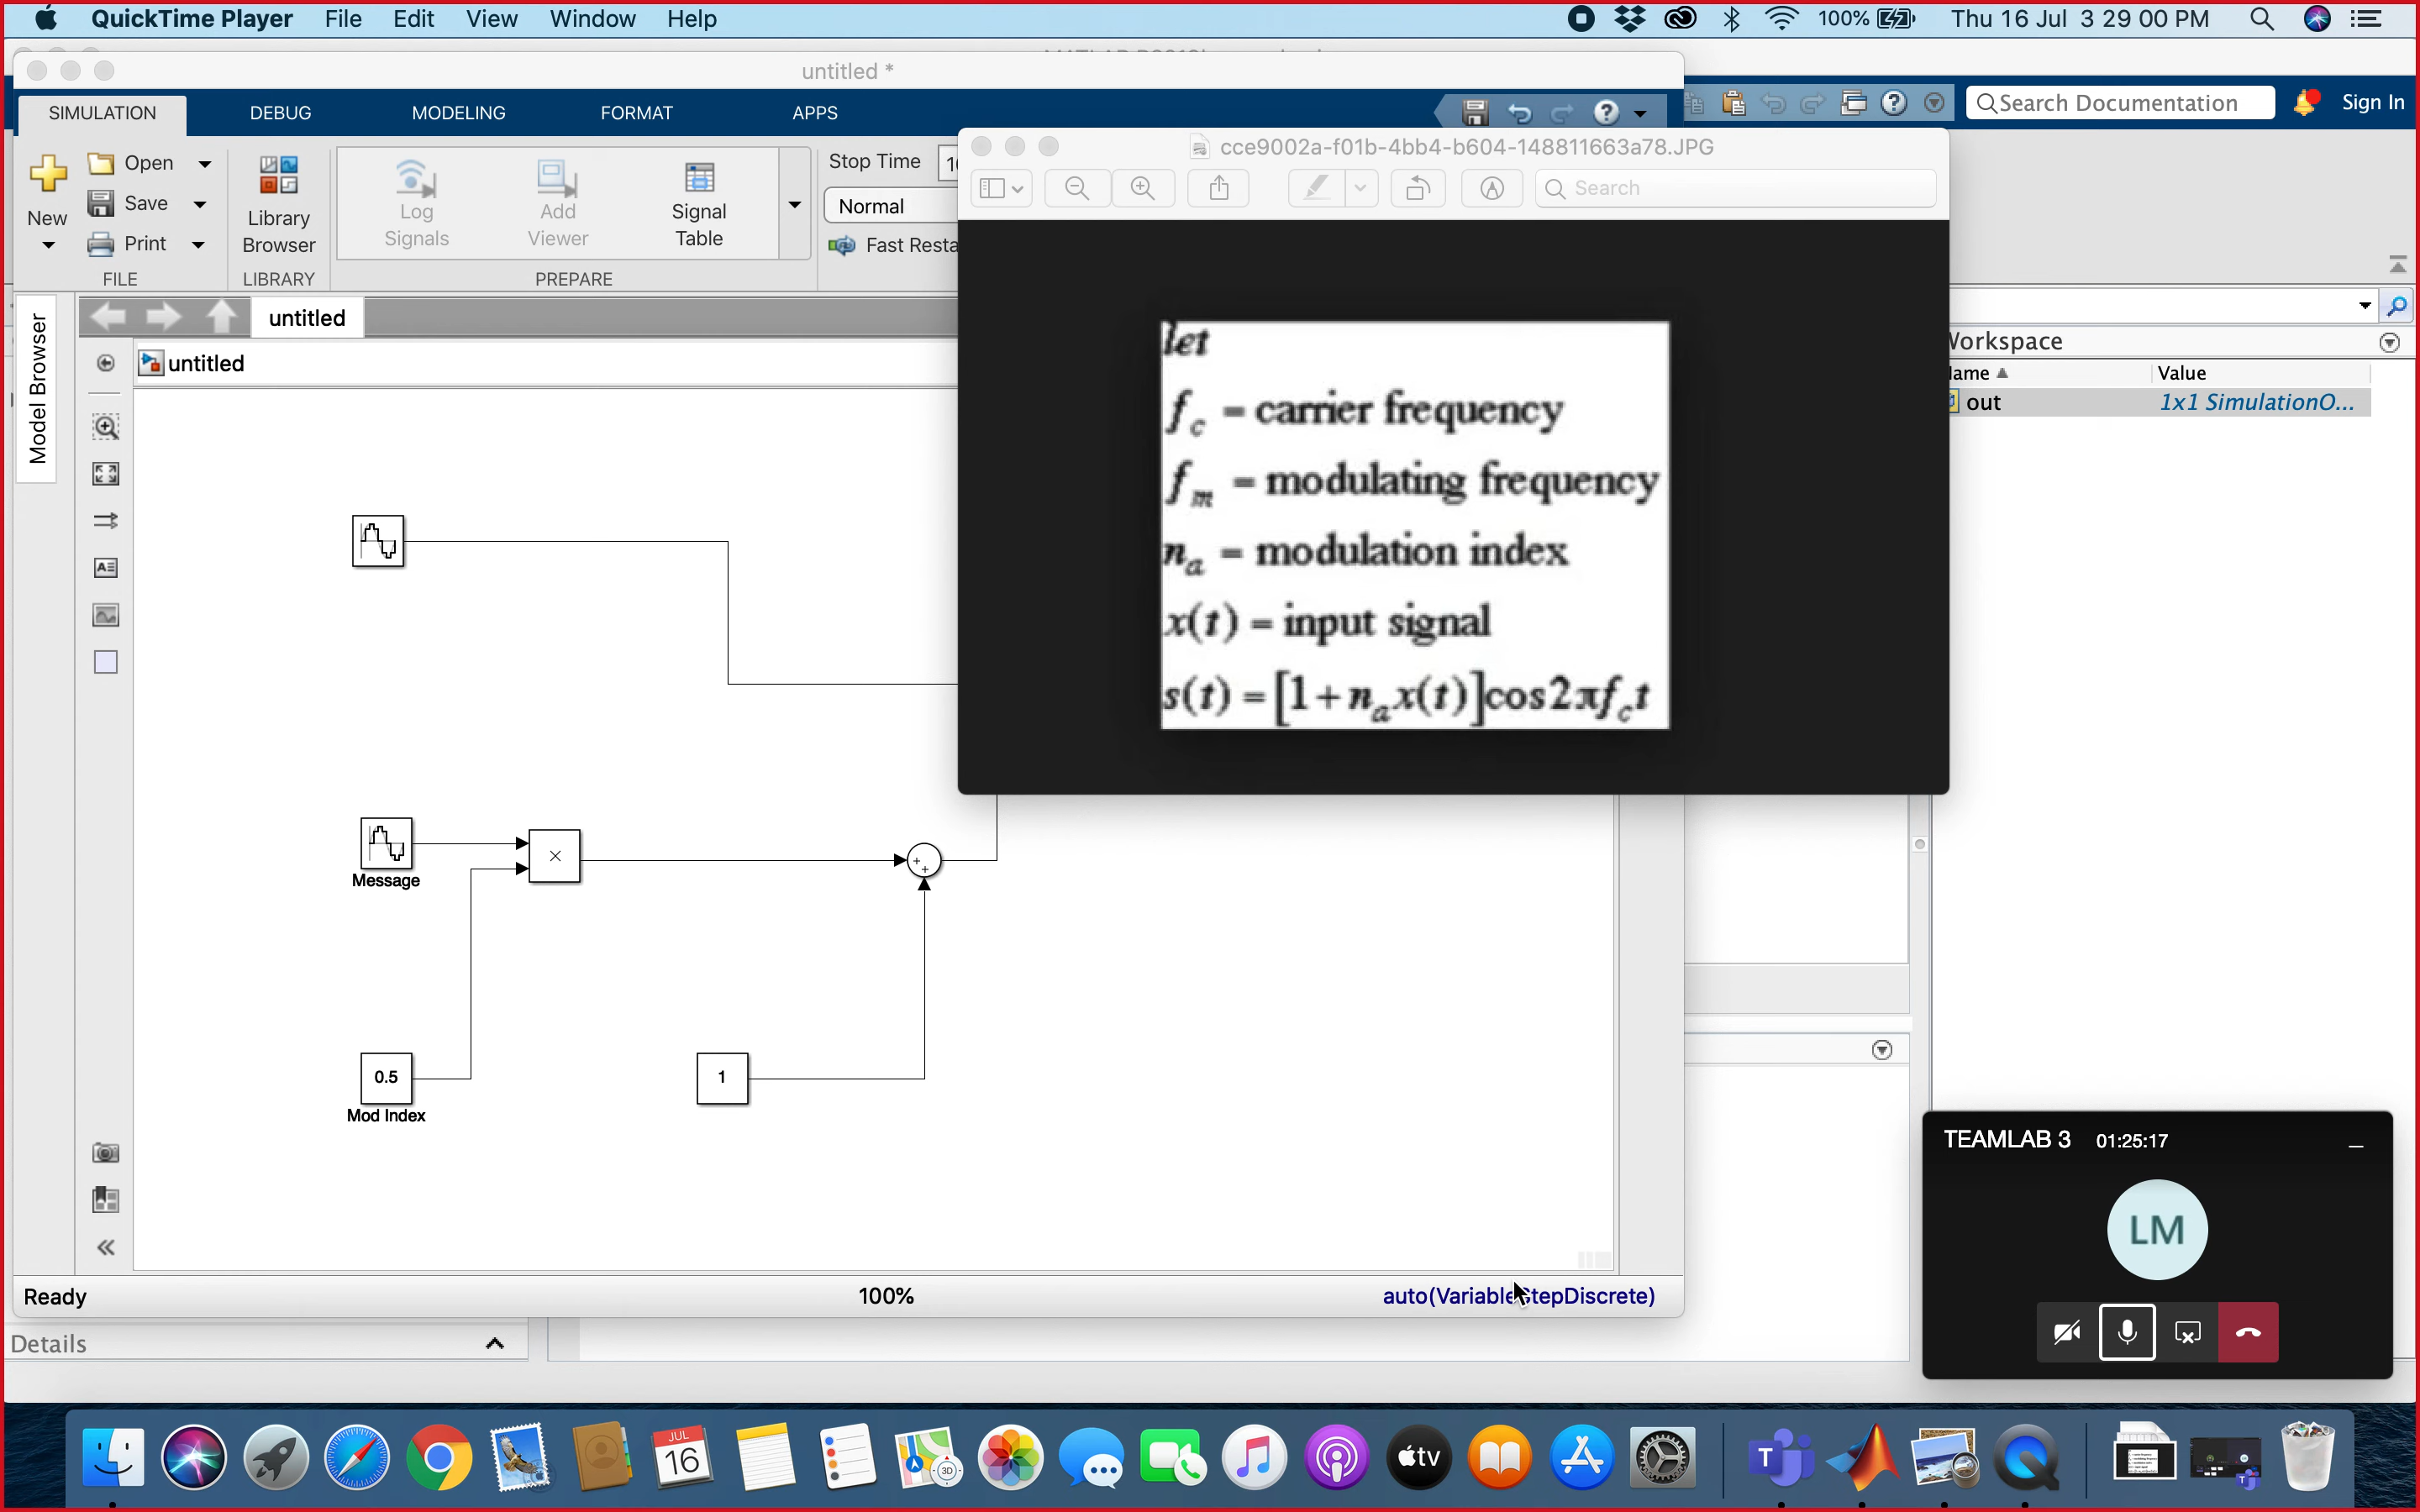 QuickTime Player File Edit View Window Help 100% Thu 16 Jul 3 29 00 PM
untitled *
SIMULATION DEBUG MODELING FORMAT APPS
Search Documentation Sign In
cce9002a-f01b-4bb4-b604-148811663a78.JPG
Search
New
Open
Save
Print
FILE
Library
Browser
LIBRARY
Log
Signals
Add
Viewer
Signal
Table
PREPARE
Stop Time
Normal
Fast Resta
Model Browser
untitled
untitled
let
f_c = carrier frequency
f_m = modulating frequency
n_a = modulation index
x(t) = input signal
s(t) = [1+n_a x(t)]cos2πf_c t
Workspace
Name Value
out 1x1 SimulationO...
Message
×
+
+
0.5
Mod Index
1
Ready 100% auto(VariableStepDiscrete)
Details
TEAMLAB 3 01:25:17
LM
JUL
16
3D
tv
T